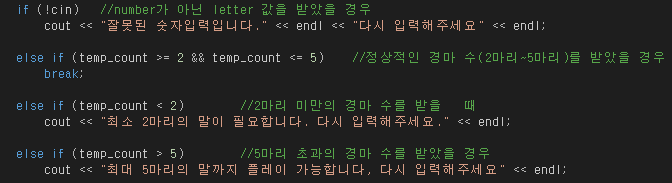 if (!cin) //number가 아닌 letter 값을 받았을 경우
cout << "잘못된 숫자입력입니다." << endl << "다시 입력해주세요" << endl;
else if (temp_count >= 2 && temp_count <= 5) //정상적인 경마 수(2마리~5마리)를 받았을 경우
break;
else if (temp_count < 2) //2마리 미만의 경마 수를 받을 때
cout << "최소 2마리의 말이 필요합니다. 다시 입력해주세요." << endl;
else if (temp_count > 5) //5마리 초과의 경마 수를 받았을 경우
cout << "최대 5마리의 말까지 플레이 가능합니다, 다시 입력해주세요" << endl;